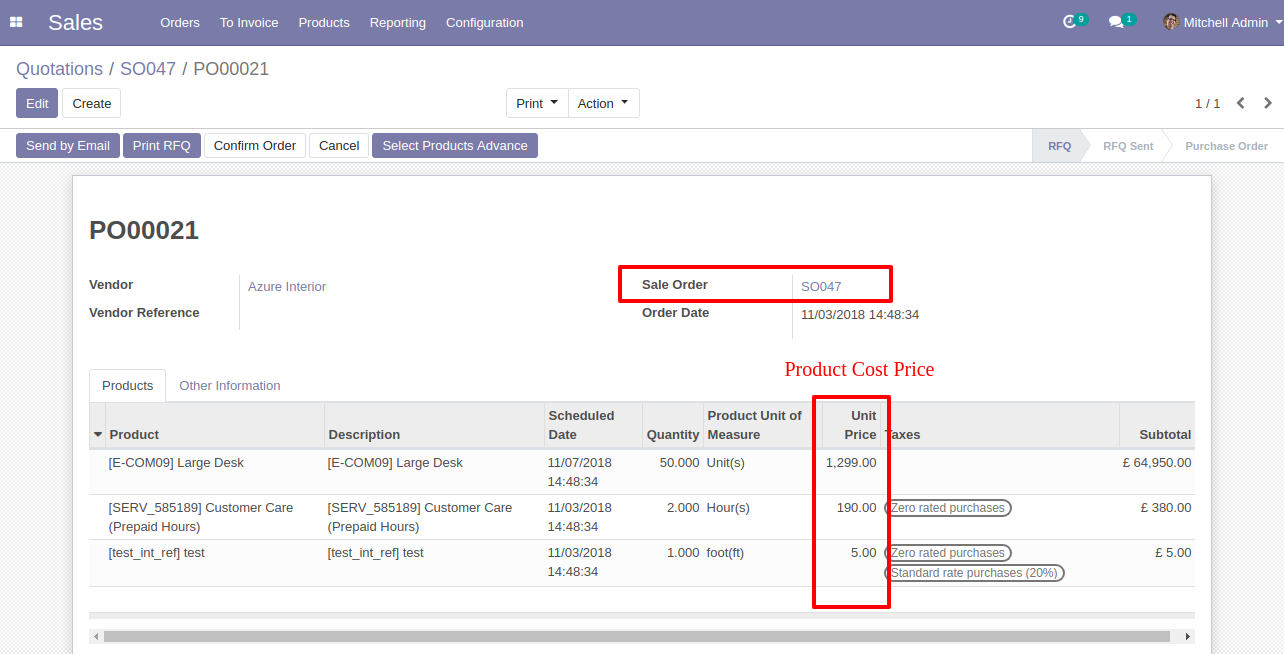 Sales Orders To Invoice Products Reporting Configuration 9 1 Mitchell Admin
Quotations / SO047 / PO00021
Edit Create Print Action 1 / 1
Send by Email Print RFQ Confirm Order Cancel Select Products Advance RFQ RFQ Sent Purchase Order
PO00021
Vendor Azure Interior Sale Order SO047
Vendor Reference Order Date 11/03/2018 14:48:34
Product Cost Price
Products Other Information
Scheduled Product Unit of Unit
Product Description Date Quantity Measure Price Taxes Subtotal
[E-COM09] Large Desk [E-COM09] Large Desk 11/07/2018 50.000 Unit(s) 1,299.00 £ 64,950.00
14:48:34
[SERV_585189] Customer Care [SERV_585189] Customer Care 11/03/2018 2.000 Hour(s) 190.00 Zero rated purchases £ 380.00
(Prepaid Hours) (Prepaid Hours) 14:48:34
[test_int_ref] test [test_int_ref] test 11/03/2018 1.000 foot(ft) 5.00 Zero rated purchases £ 5.00
14:48:34 Standard rate purchases (20%)